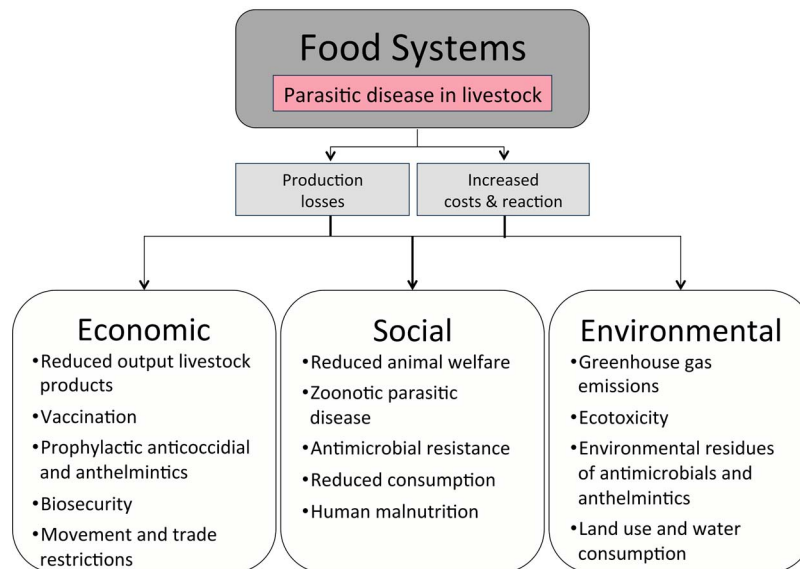 Food Systems
Parasitic disease in livestock
Production
losses
Increased
costs & reaction
Economic
•Reduced output livestock
products
•Vaccination
•Prophylactic anticoccidial
and anthelmintics
•Biosecurity
•Movement and trade
restrictions
Social
•Reduced animal welfare
•Zoonotic parasitic
disease
•Antimicrobial resistance
•Reduced consumption
•Human malnutrition
Environmental
•Greenhouse gas
emissions
•Ecotoxicity
•Environmental residues
of antimicrobials and
anthelmintics
•Land use and water
consumption